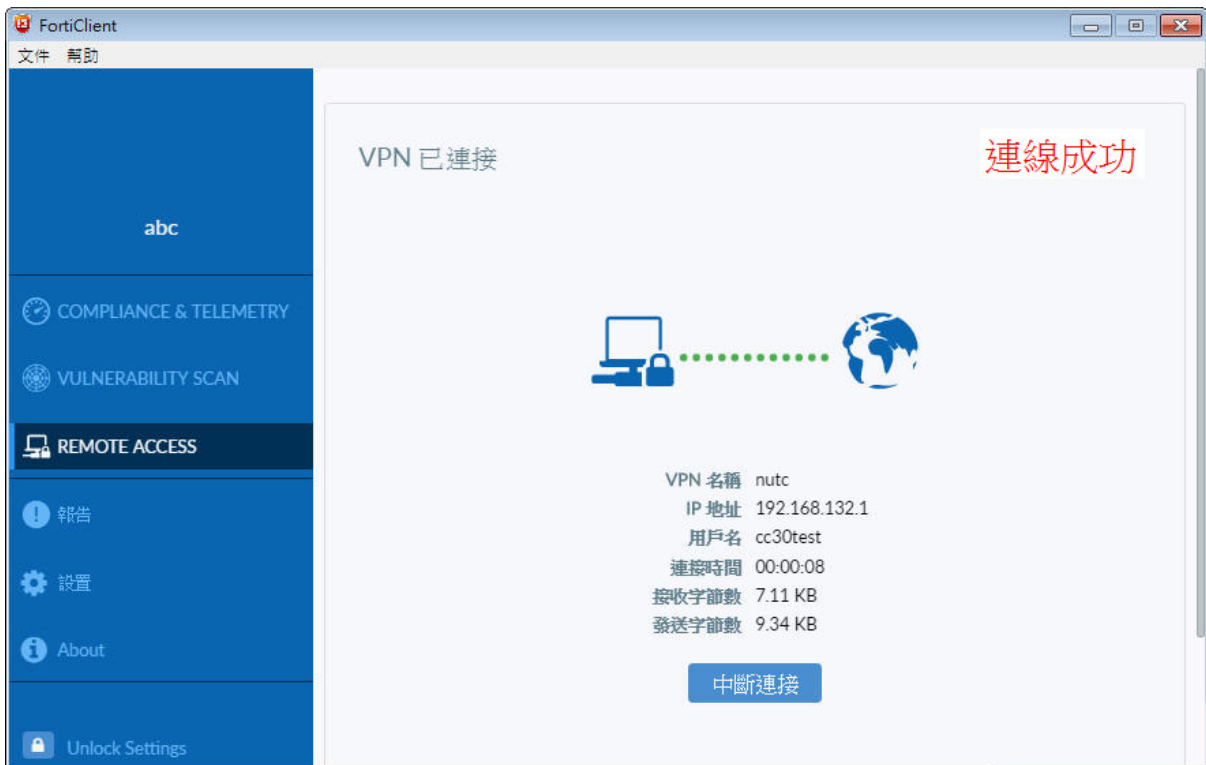 FortiClient
文件 幫助
VPN 已連接
連線成功
abc
COMPLIANCE & TELEMETRY
VULNERABILITY SCAN
REMOTE ACCESS
報告
設置
About
Unlock Settings
VPN 名稱 nutc
IP 地址 192.168.132.1
用戶名 cc30test
連接時間 00:00:08
接收字節數 7.11 KB
發送字節數 9.34 KB
中斷連接